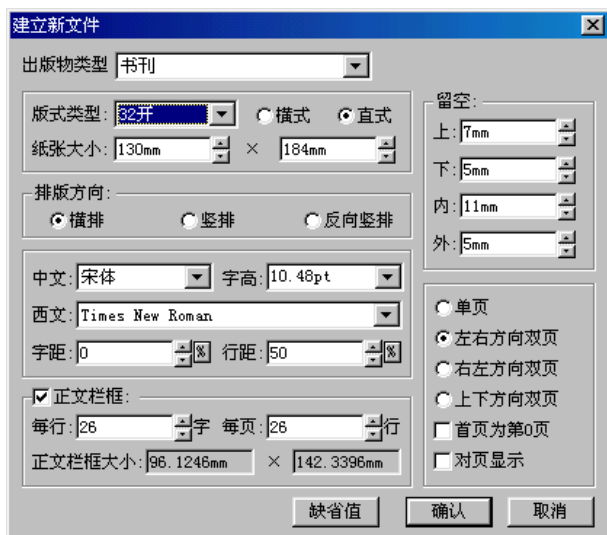 建立新文件
出版物类型 书刊
版式类型: 32开 横式 直式
纸张大小: 130mm × 184mm
排版方向:
横排 竖排 反向竖排
中文: 宋体 字高: 10.48pt
西文: Times New Roman
字距: 0 % 行距: 50 %
正文栏框:
每行: 26 字 每页: 26 行
正文栏框大小: 96.1246mm × 142.3396mm
留空:
上: 7mm
下: 5mm
内: 11mm
外: 5mm
单页
左右方向双页
右左方向双页
上下方向双页
首页为第0页
对页显示
缺省值 确认 取消